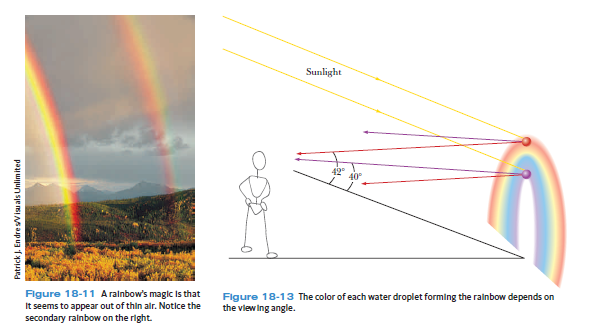 Patrick J. Endres/Visuals Unlimited
Figure 18-11 A rainbow's magic is that
it seems to appear out of thin air. Notice the
secondary rainbow on the right.
Sunlight
42°
40°
Figure 18-13 The color of each water droplet forming the rainbow depends on
the viewing angle.